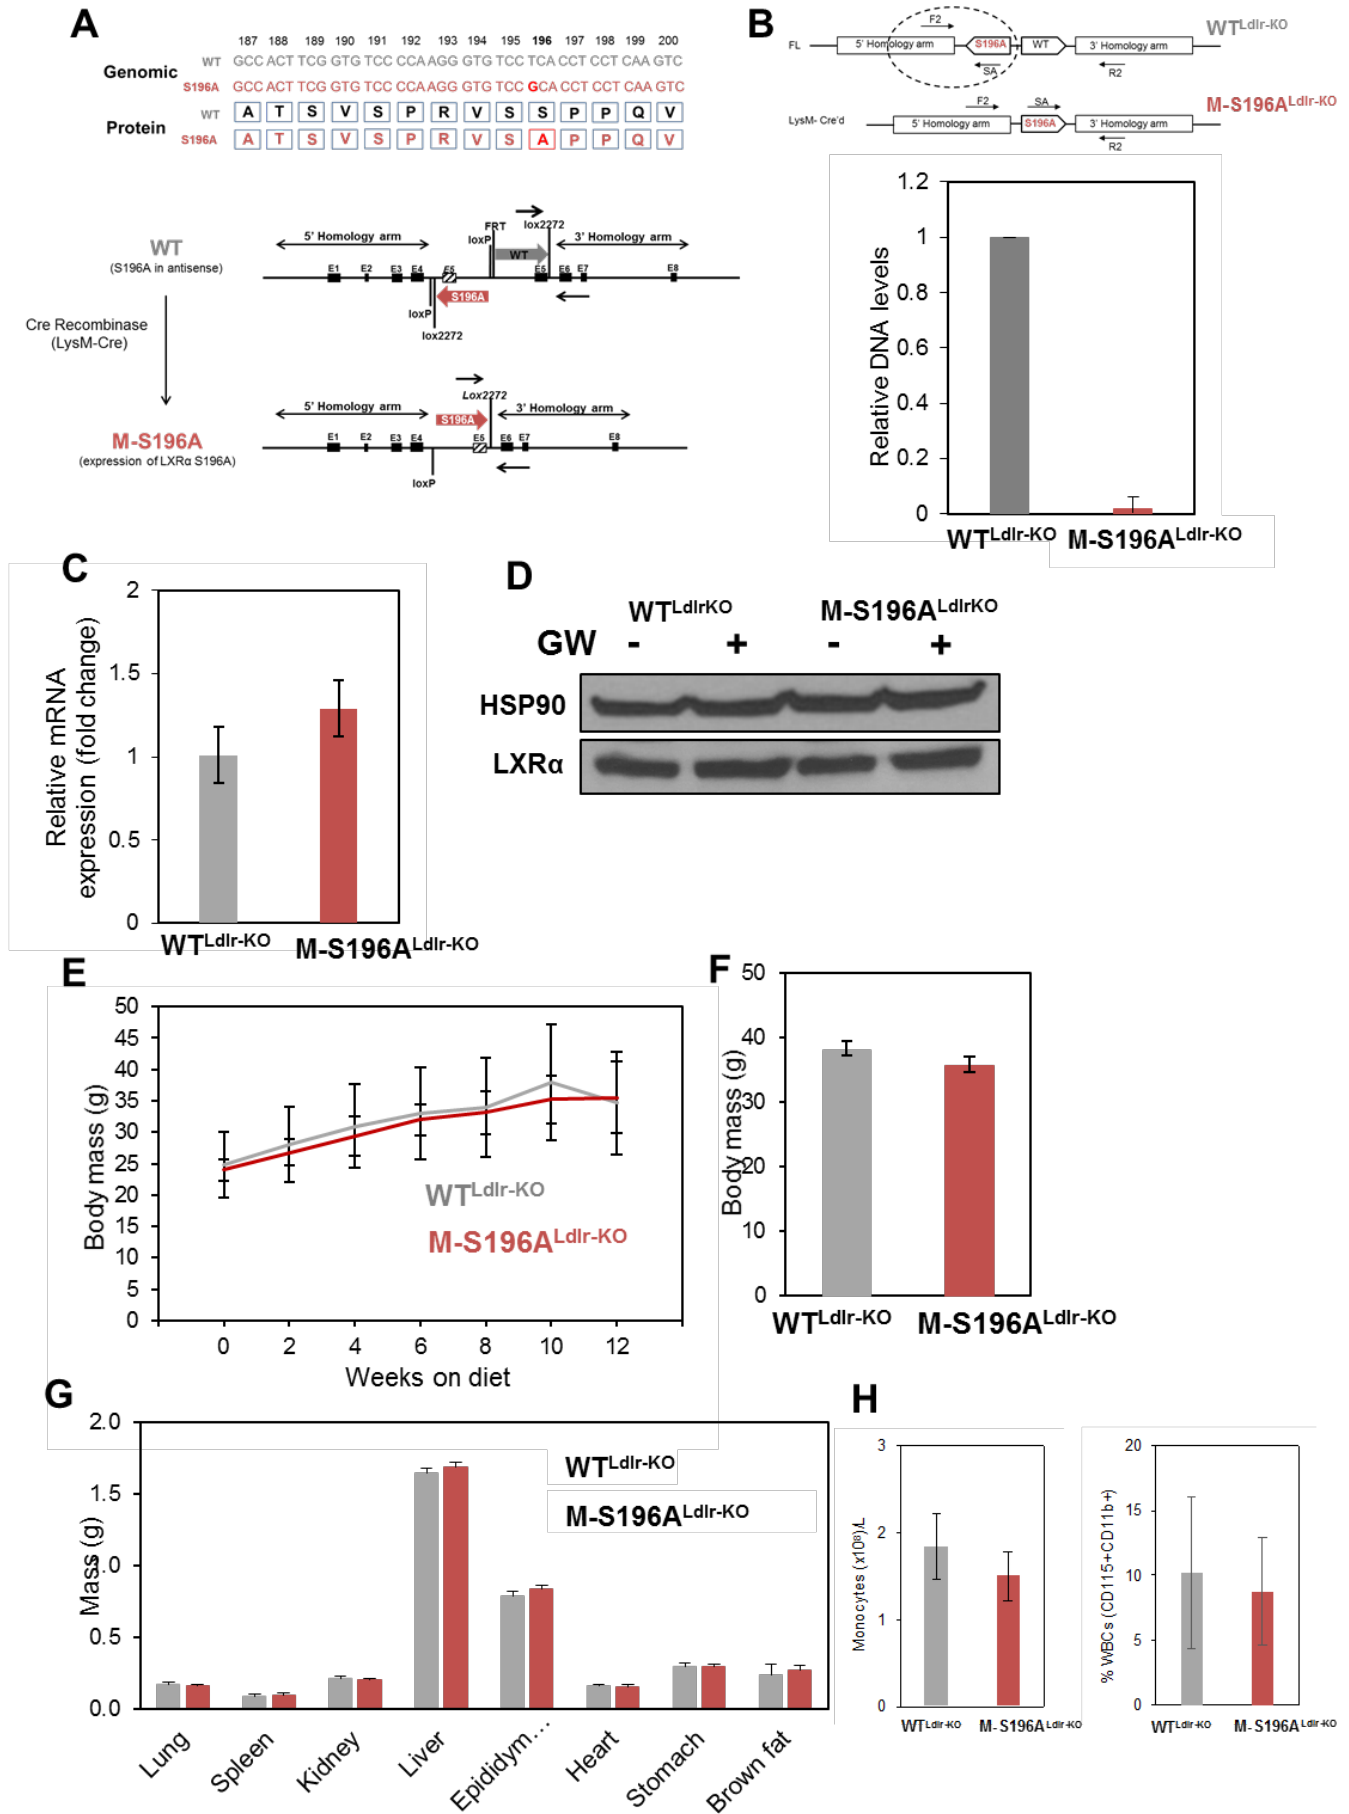 A
187 188 189 190 191 192 193 194 195 196 197 198 199 200
WT GCC ACT TCG GTG TCC CCA AGG GTG TCC TCA CCT CCT CAA GTC
Genomic
S196A GCC ACT TCG GTG TCC CCA AGG GTG TCC GCA CCT CCT CAA GTC
WT A T S V S P R V S S P P Q V
Protein
S196A A T S V S P R V S A P P Q V
WT
(S196A in antisense)
5' Homology arm
loxP
FRT
lox2272
3' Homology arm
WT
E1 E2 E3 E4 E5 E5 E6 E7 E8
S196A
loxP
lox2272
Cre Recombinase
(LysM-Cre)
M-S196A
(expression of LXRα S196A)
5' Homology arm
Lox2272
3' Homology arm
S196A
E1 E2 E3 E4 E5 E6 E7 E8
loxP
B
F2
WTLdlr-KO
FL 5' Homology arm S196A WT 3' Homology arm
SA R2
M-S196ALdlr-KO
F2 SA
LysM- Cre'd 5' Homology arm S196A 3' Homology arm
R2
Relative DNA levels
1.2
1
0.8
0.6
0.4
0.2
0
WTLdlr-KO M-S196ALdlr-KO
C
Relative mRNA
expression (fold change)
2
1.5
1
0.5
0
WTLdlr-KO M-S196ALdlr-KO
D
WTLdlrKO M-S196ALdlrKO
GW - + - +
HSP90
LXRα
E
Body mass (g)
50
45
40
35
30
25
20
15
10
5
0
WTLdlr-KO
M-S196ALdlr-KO
0 2 4 6 8 10 12
Weeks on diet
F
Body mass (g)
50
40
30
20
10
0
WTLdlr-KO M-S196ALdlr-KO
G
Mass (g)
2.0
1.5
1.0
0.5
0.0
WTLdlr-KO
M-S196ALdlr-KO
Lung Spleen Kidney Liver Epididym… Heart Stomach Brown fat
H
Monocytes (x10⁸)/L
3
2
1
0
WTLdlr-KO M-S196ALdlr-KO
% WBCs (CD115+CD11b+)
20
15
10
5
0
WTLdlr-KO M-S196ALdlr-KO